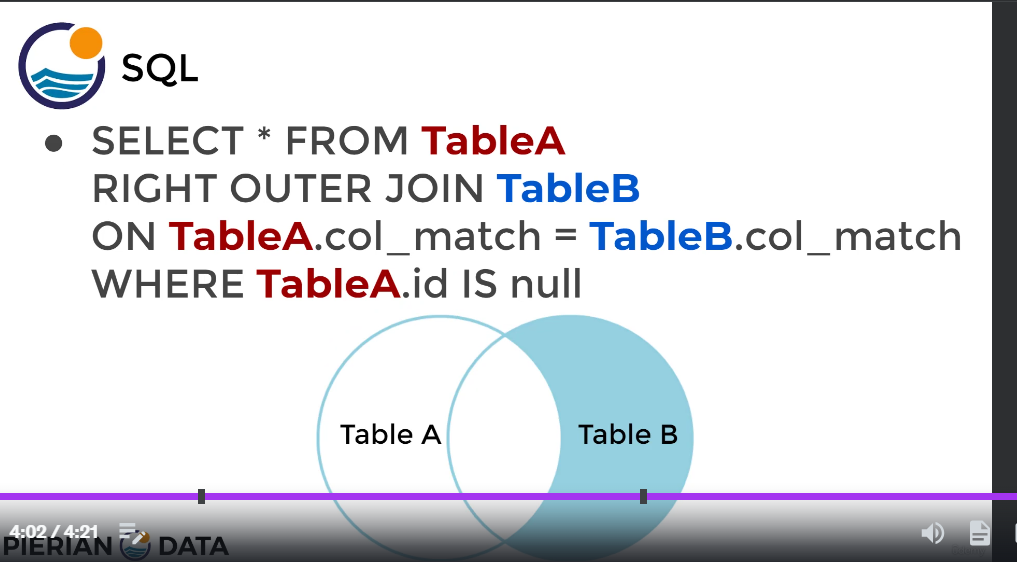 SQL
● SELECT * FROM TableA
RIGHT OUTER JOIN TableB
ON TableA.col_match = TableB.col_match
WHERE TableA.id IS null
Table A
Table B
4:02 / 4:21
PIERIAN DATA